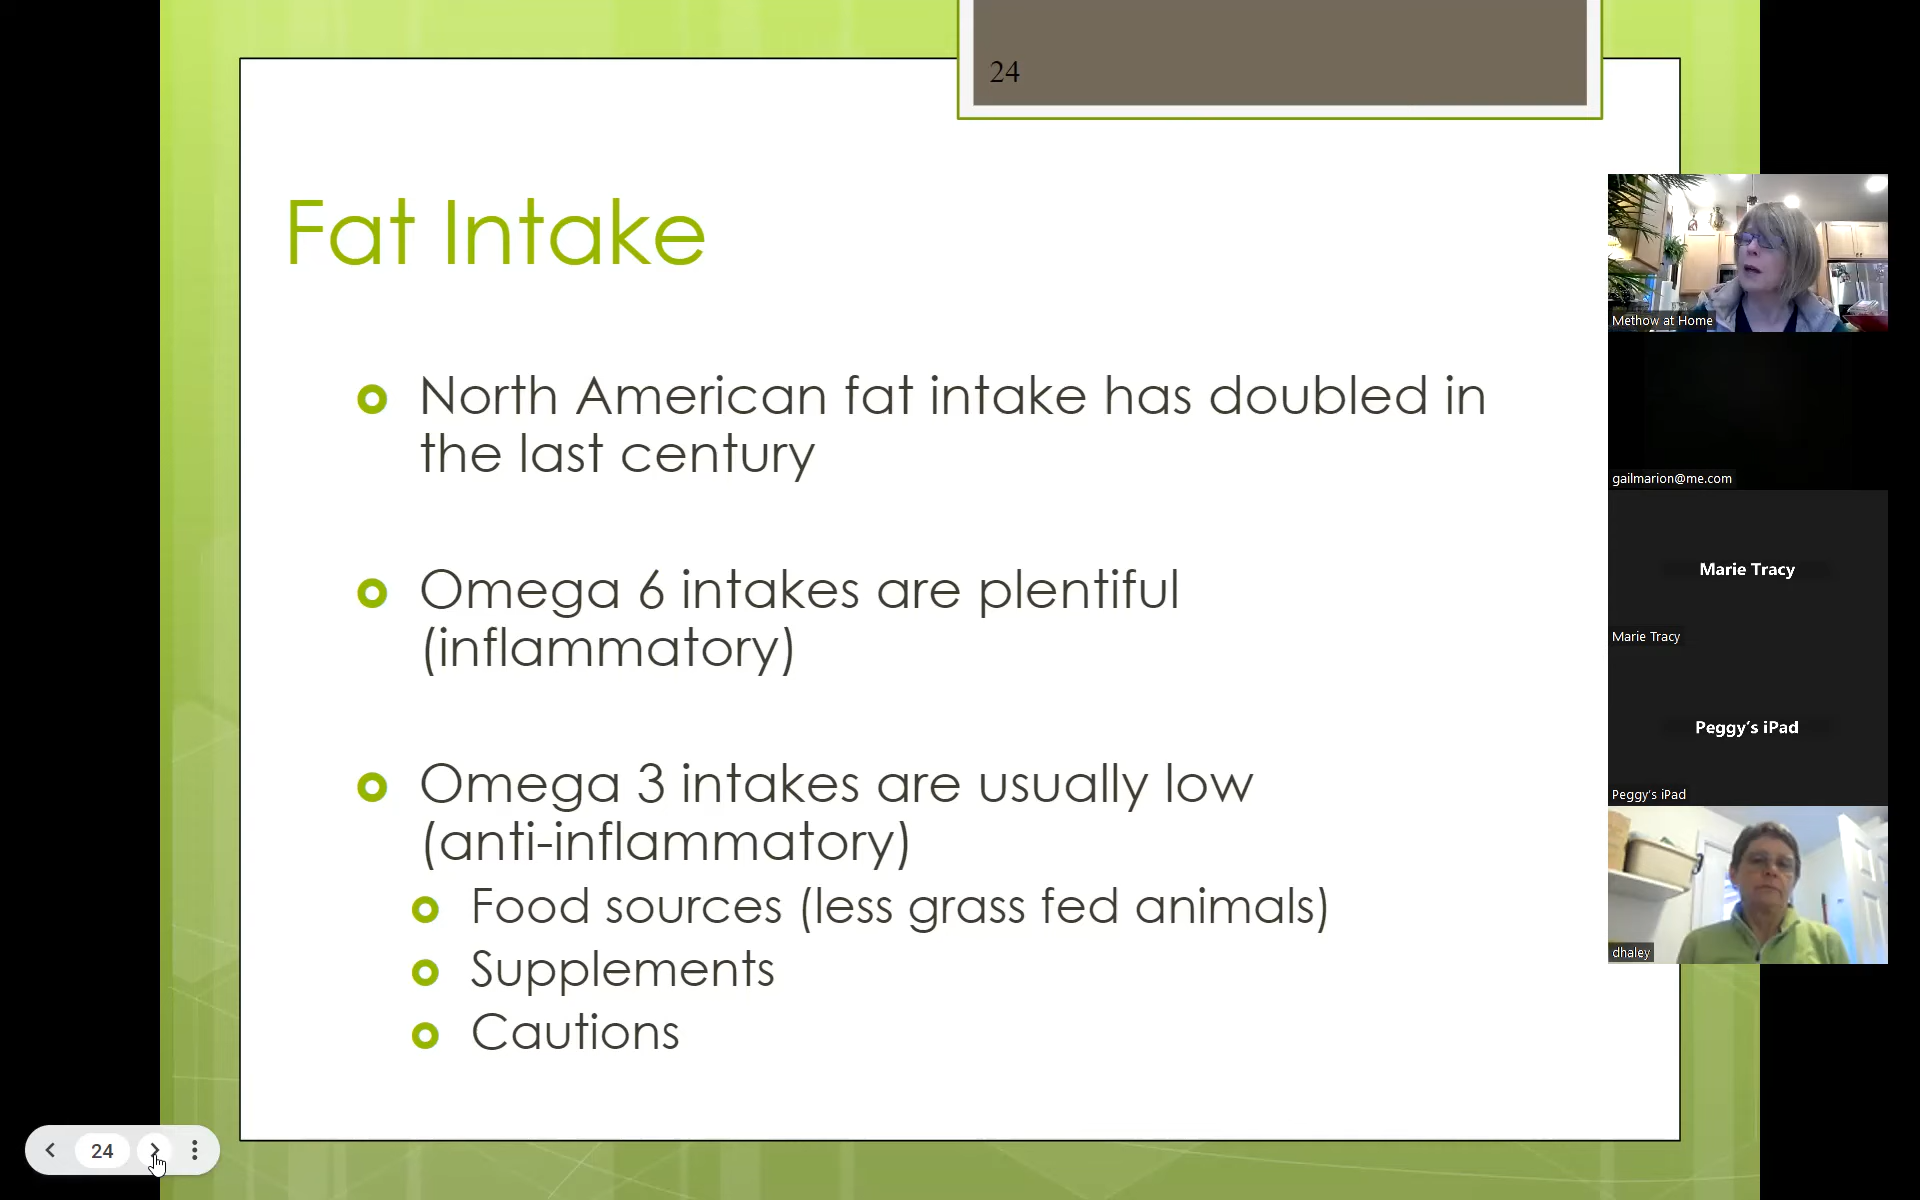 24
Fat Intake
North American fat intake has doubled in
the last century
Omega 6 intakes are plentiful
(inflammatory)
Omega 3 intakes are usually low
(anti-inflammatory)
Food sources (less grass fed animals)
Supplements
Cautions
Methow at Home
gailmarion@me.com
Marie Tracy
Marie Tracy
Peggy's iPad
Peggy's iPad
dhaley
24